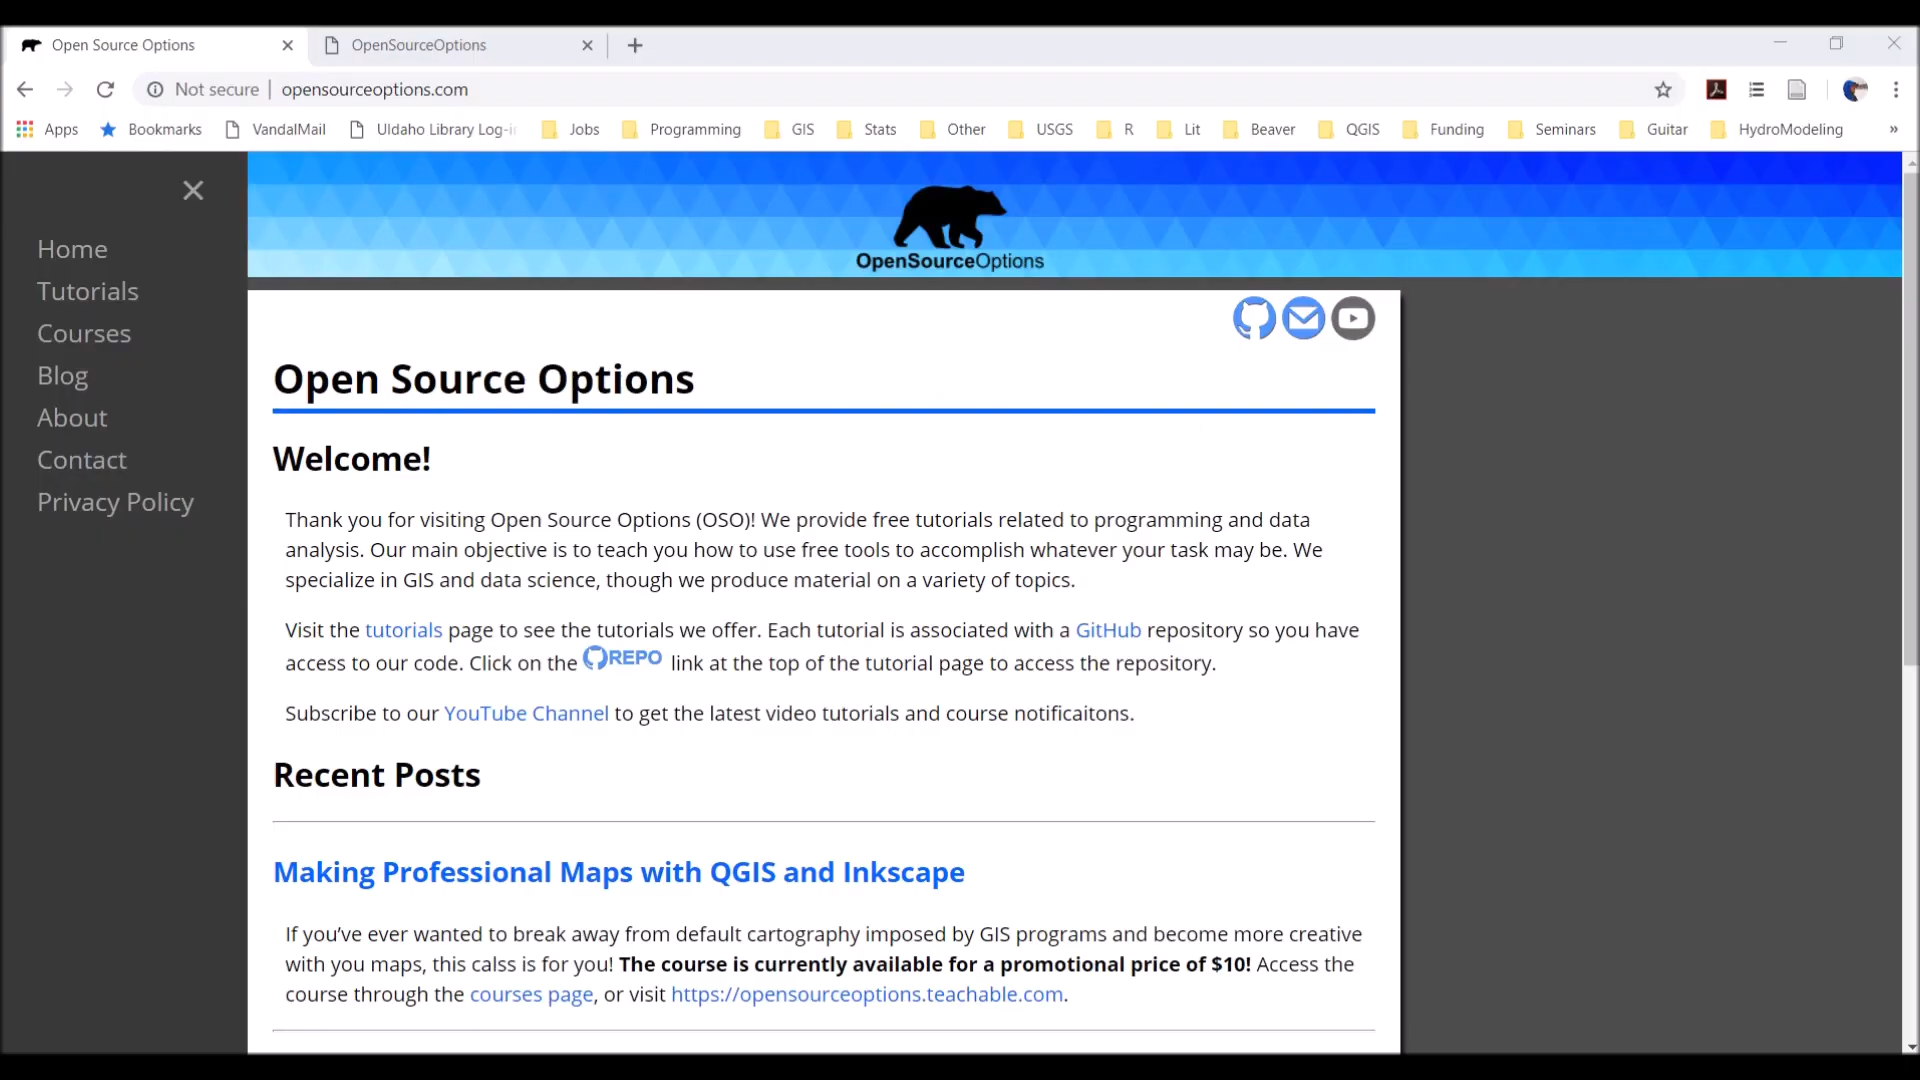 Open Source Options
OpenSourceOptions
Not secure | opensourceoptions.com
Apps Bookmarks VandalMail UIdaho Library Log-i Jobs Programming GIS Stats Other USGS R Lit Beaver QGIS Funding Seminars Guitar HydroModeling »
Home
Tutorials
Courses
Blog
About
Contact
Privacy Policy
OpenSourceOptions
Open Source Options
Welcome!
Thank you for visiting Open Source Options (OSO)! We provide free tutorials related to programming and data
analysis. Our main objective is to teach you how to use free tools to accomplish whatever your task may be. We
specialize in GIS and data science, though we produce material on a variety of topics.
Visit the tutorials page to see the tutorials we offer. Each tutorial is associated with a GitHub repository so you have
access to our code. Click on the REPO link at the top of the tutorial page to access the repository.
Subscribe to our YouTube Channel to get the latest video tutorials and course notificaitons.
Recent Posts
Making Professional Maps with QGIS and Inkscape
If you’ve ever wanted to break away from default cartography imposed by GIS programs and become more creative
with you maps, this calss is for you! The course is currently available for a promotional price of $10! Access the
course through the courses page, or visit https://opensourceoptions.teachable.com.